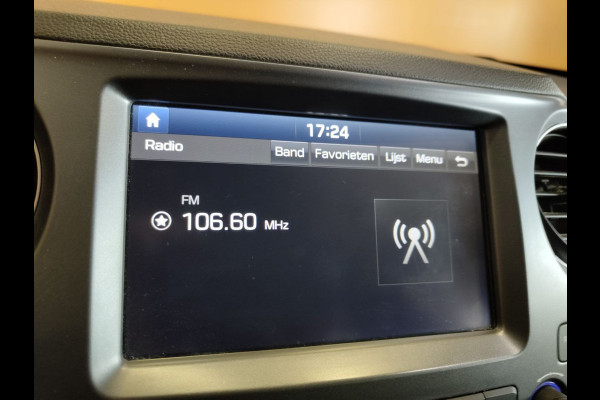 17:24
Radio Band Favorieten Lijst Menu
FM
106.60 MHz